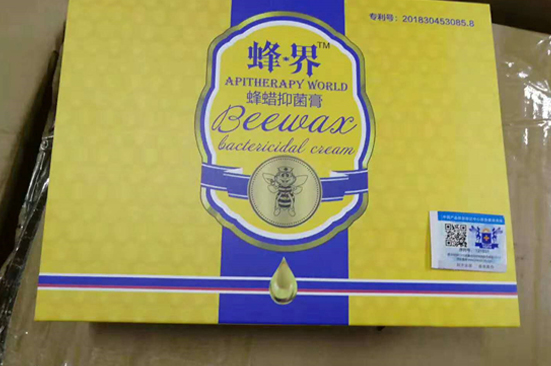 专利号：201830453085.8
蜂·界™
APITHERAPY WORLD
蜂蜡抑菌膏
Beewax
bactericidal cream